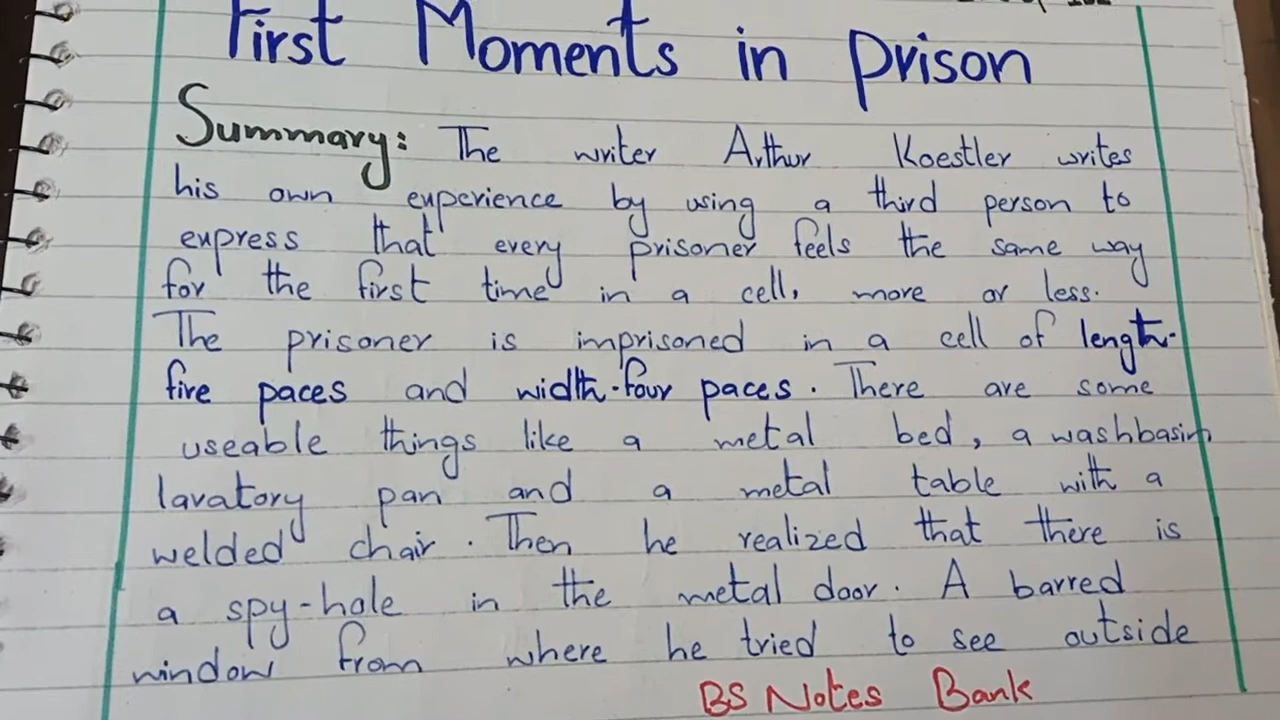 First Moments in prison
Summary: The writer Arthur Koestler writes
his own experience by using a third person to
express that every prisoner feels the same way
for the first time in a cell, more or less.
The prisoner is imprisoned in a cell of length-
five paces and width-four paces. There are some
useable things like a metal bed, a washbasin
lavatory pan and a metal table with a
welded chair. Then he realized that there is
a spy-hole in the metal door. A barred
window from where he tried to see outside
BS Notes Bank